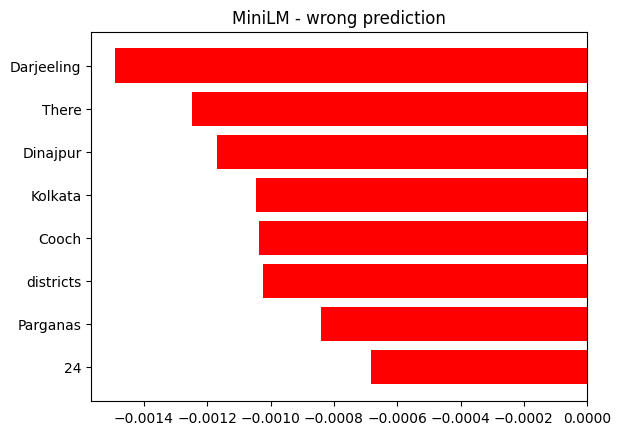 MiniLM - wrong prediction
Darjeeling
There
Dinajpur
Kolkata
Cooch
districts
Parganas
24
−0.0014 −0.0012 −0.0010 −0.0008 −0.0006 −0.0004 −0.0002 0.0000